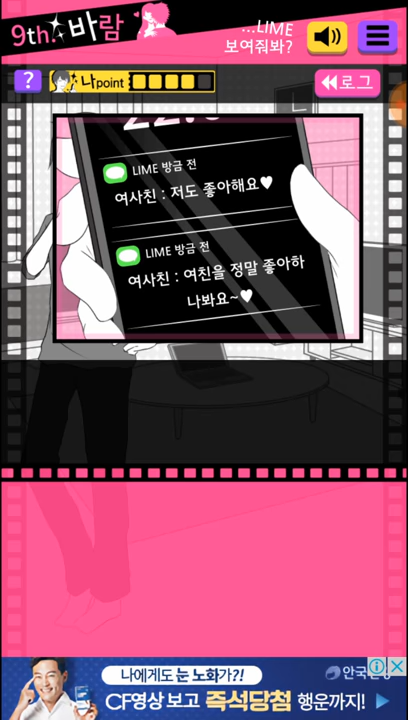 9th. 바람
...LIME
보여줘봐?
? 나point
로그
LIME 방금 전
여사친 : 저도 좋아해요♥
LIME 방금 전
여사친 : 여친을 정말 좋아하
나봐요~♥
나에게도 눈 노화가?!
CF영상 보고 즉석당첨 행운까지!